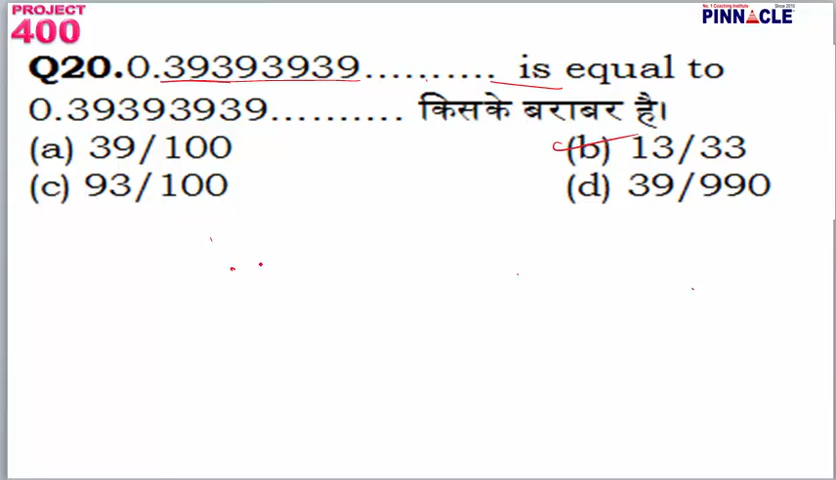 PROJECT
400
No. 1 Coaching Institute Since 2010
PINNACLE
Q20.0.39393939.......... is equal to
0.39393939.......... किसके बराबर है।
(a) 39/100 (b) 13/33
(c) 93/100 (d) 39/990